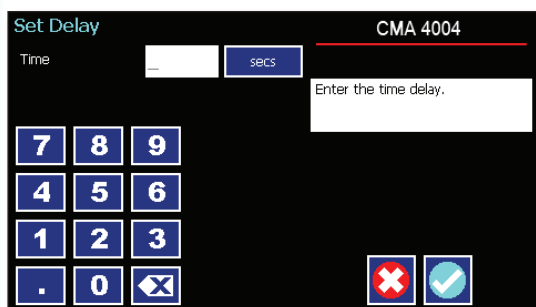 Set Delay
CMA 4004
Time
_
secs
Enter the time delay.
7 8 9
4 5 6
1 2 3
. 0